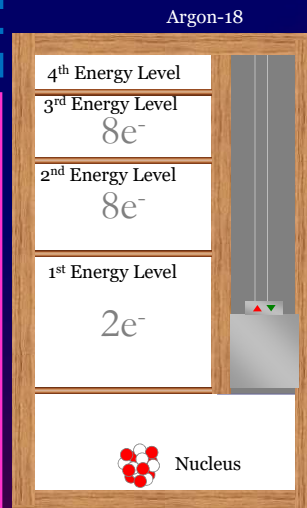 Argon-18
4th Energy Level
3rd Energy Level
8e-
2nd Energy Level
8e-
1st Energy Level
2e-
Nucleus